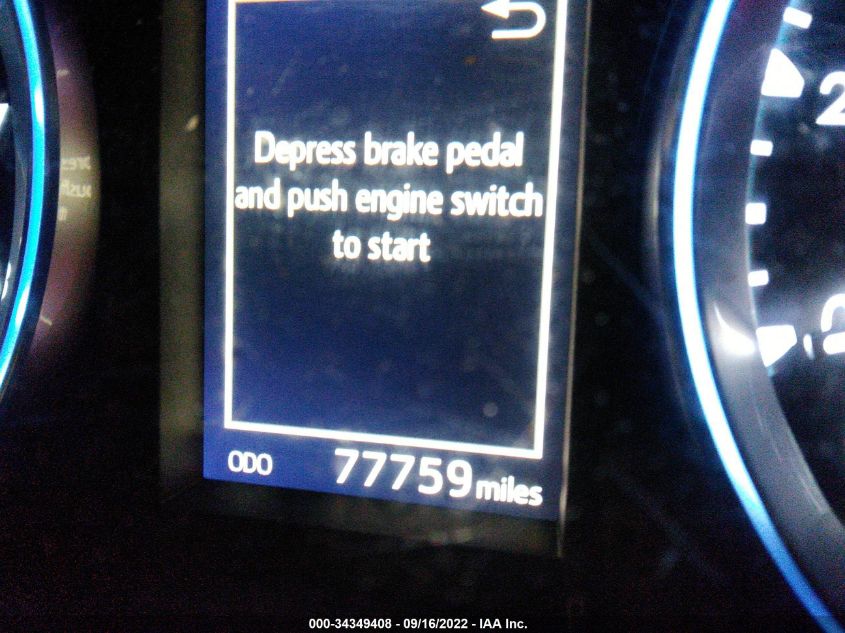 Depress brake pedal
and push engine switch
to start
ODO 77759 miles
2
000-34349408 - 09/16/2022 - IAA Inc.